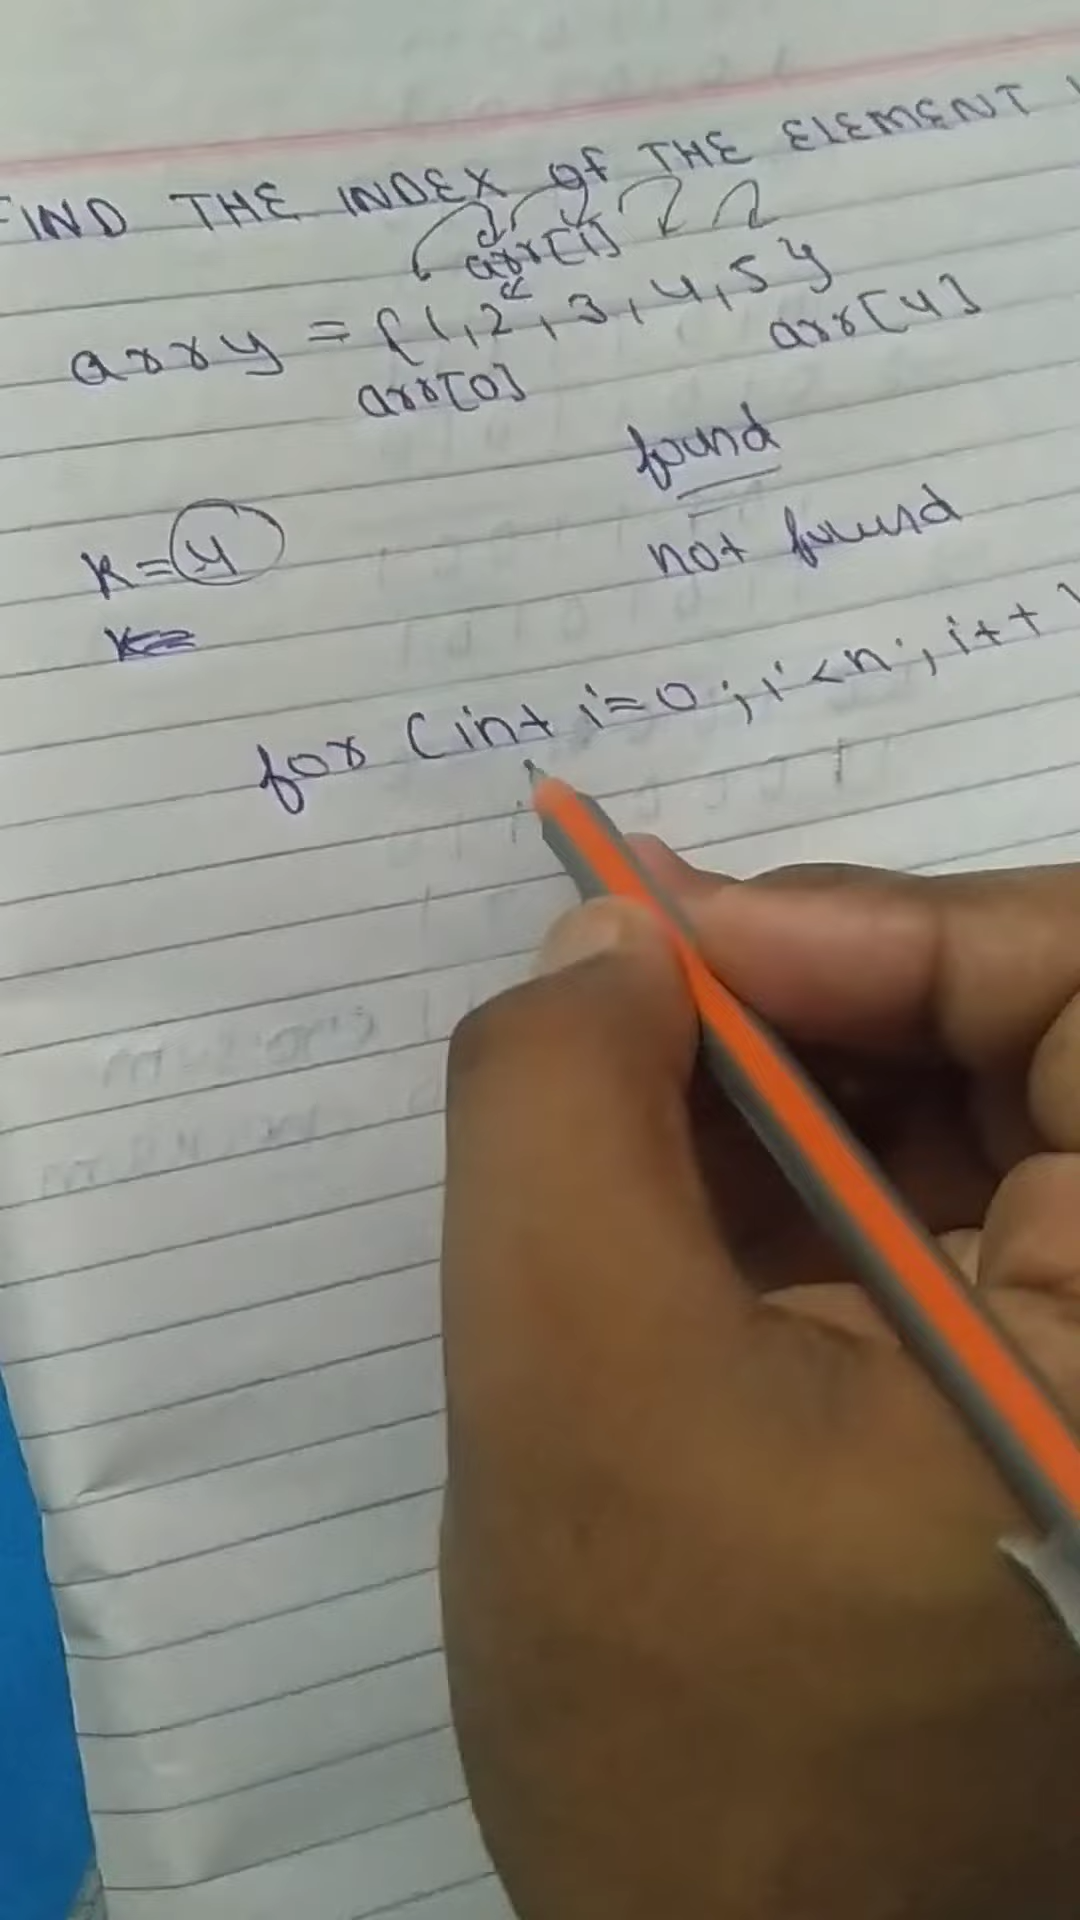 FIND THE INDEX of THE ELEMENT
arr[1]
arry = {1,2,3,4,5}
arr[0] arr[4]
found
K=4
not found
for (int i=0; i<n; i++)